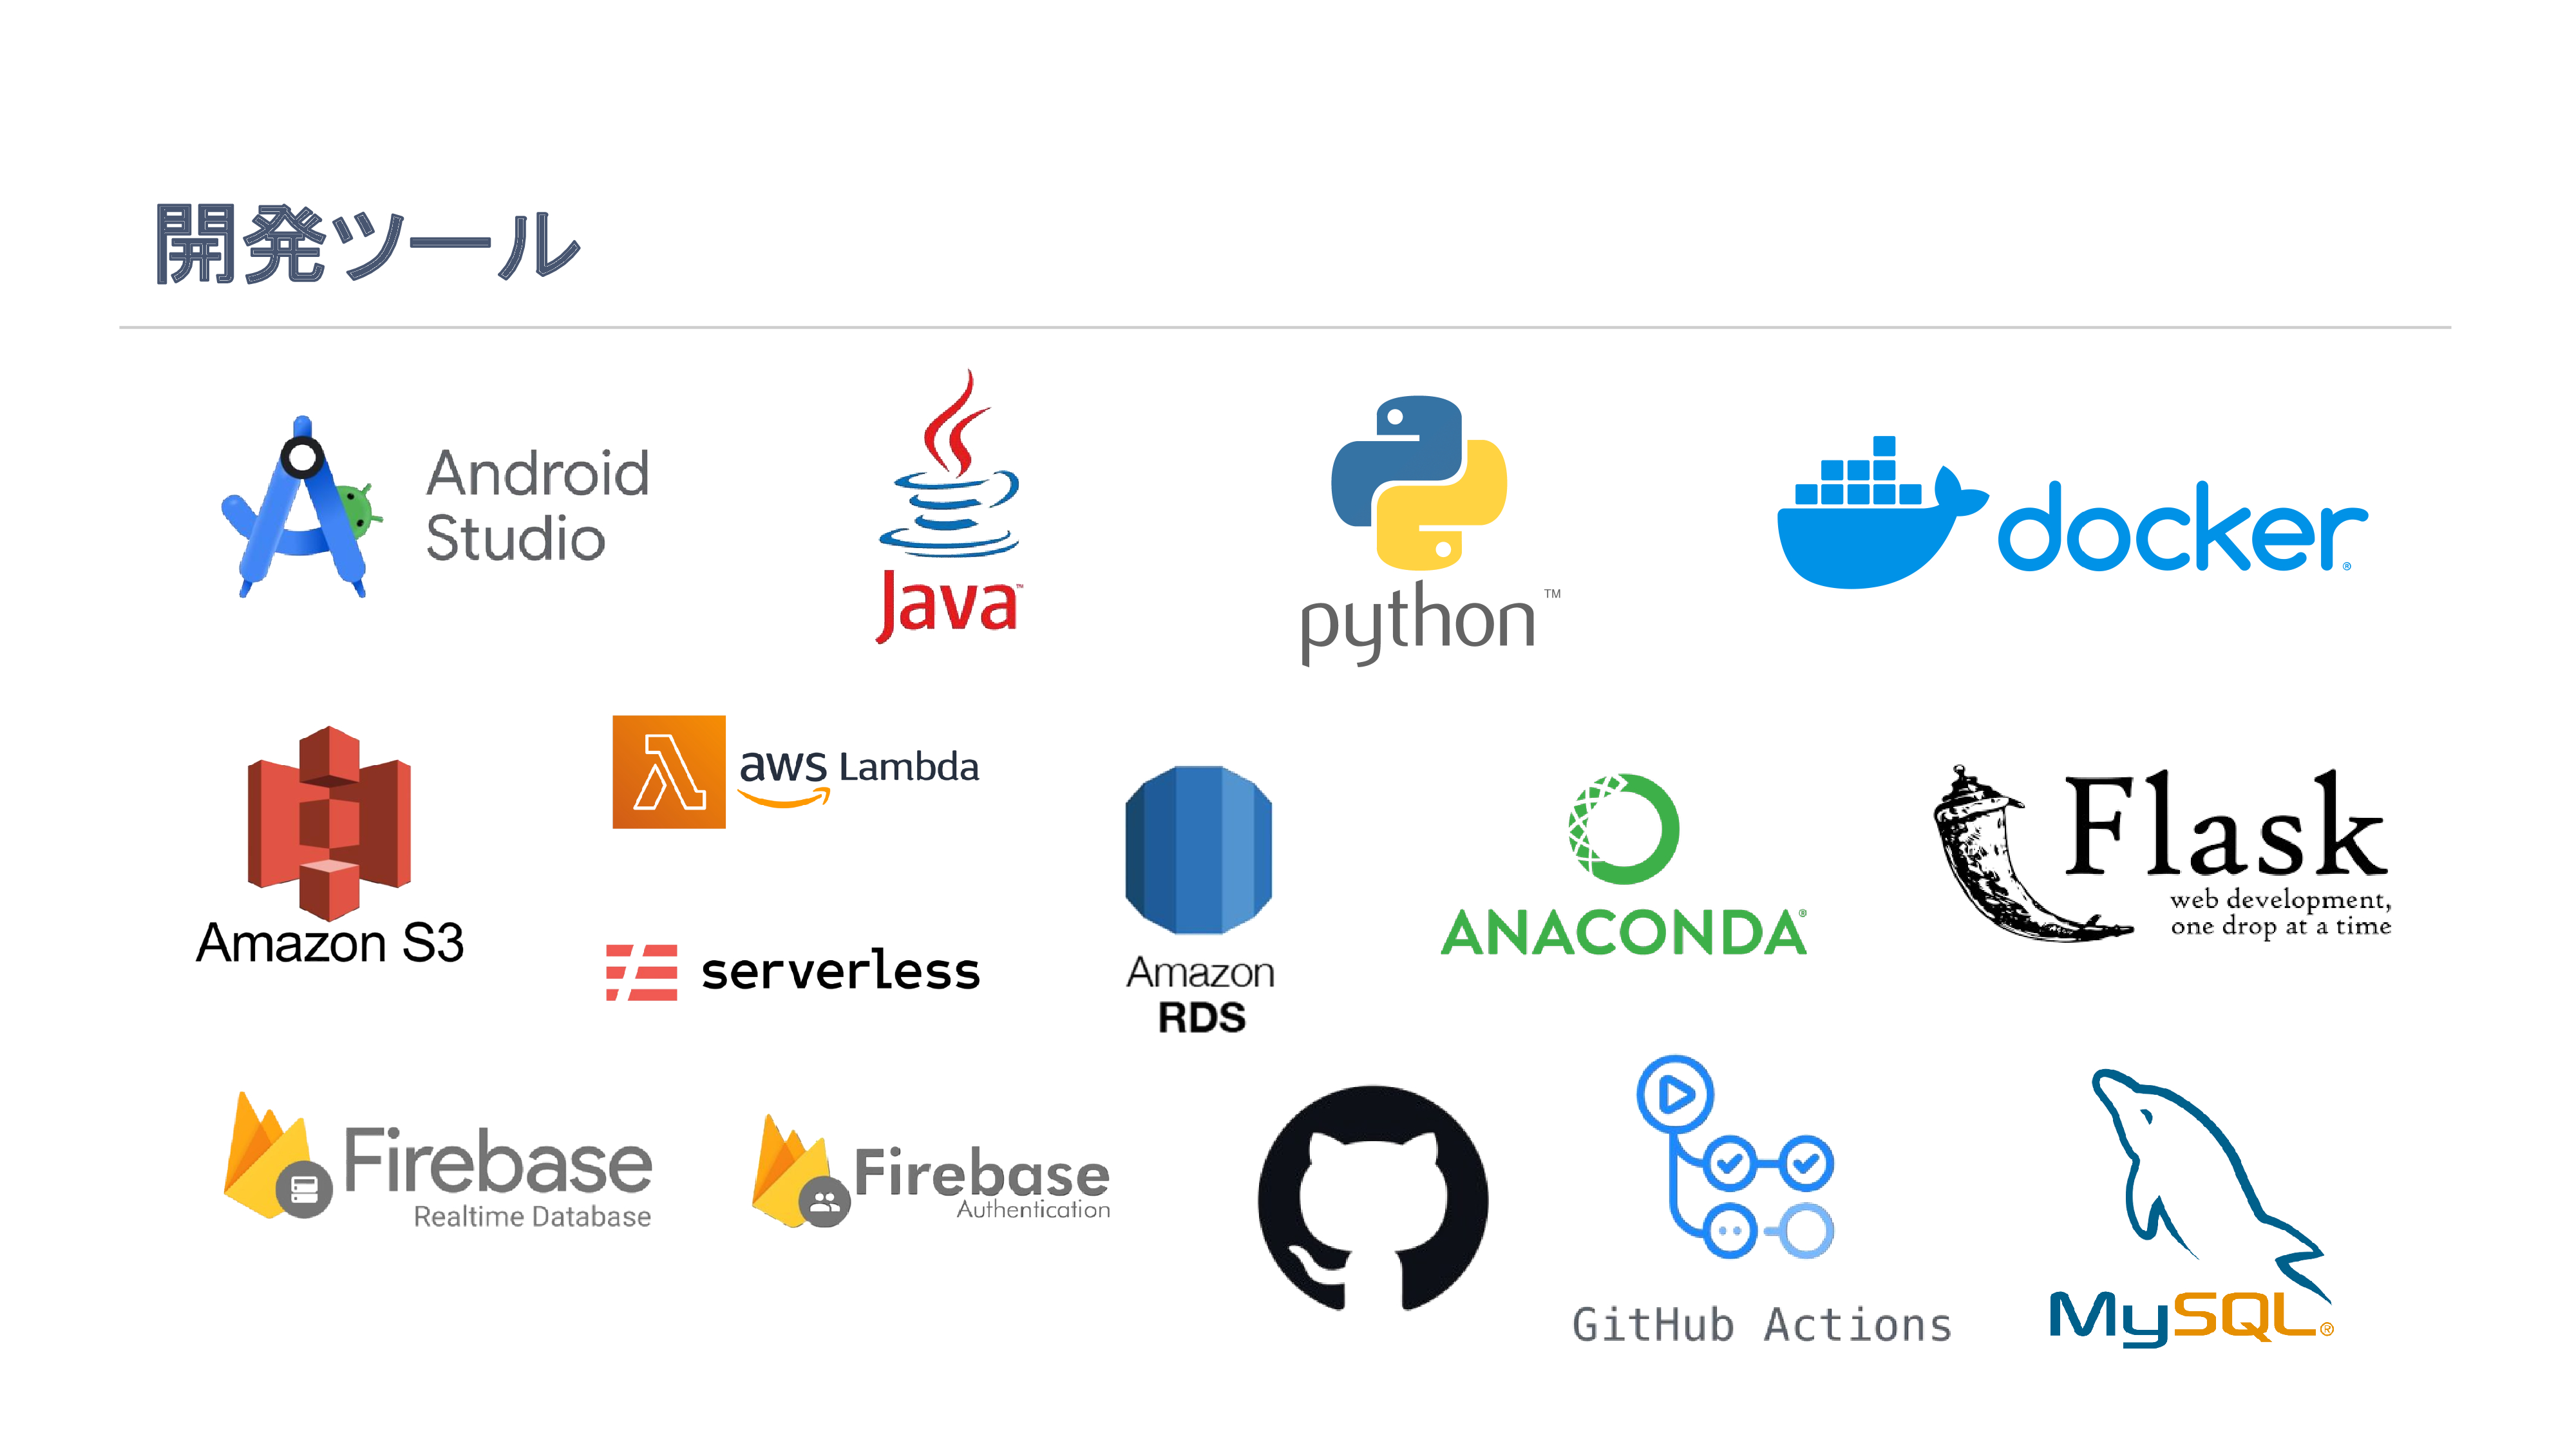 開発ツール
Android
Studio
Java™
python™
docker®
Amazon S3
aws Lambda
serverless
Amazon
RDS
ANACONDA®
Flask
web development,
one drop at a time
Firebase
Realtime Database
Firebase
Authentication
GitHub Actions
MySQL®